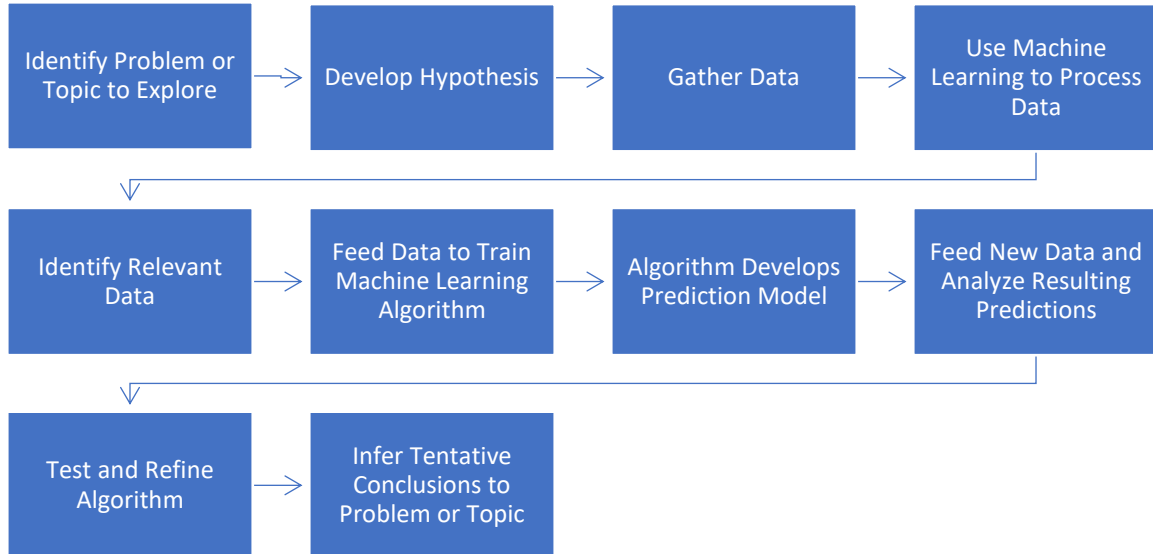 Identify Problem or
Topic to Explore
Develop Hypothesis
Gather Data
Use Machine
Learning to Process
Data
Identify Relevant
Data
Feed Data to Train
Machine Learning
Algorithm
Algorithm Develops
Prediction Model
Feed New Data and
Analyze Resulting
Predictions
Test and Refine
Algorithm
Infer Tentative
Conclusions to
Problem or Topic